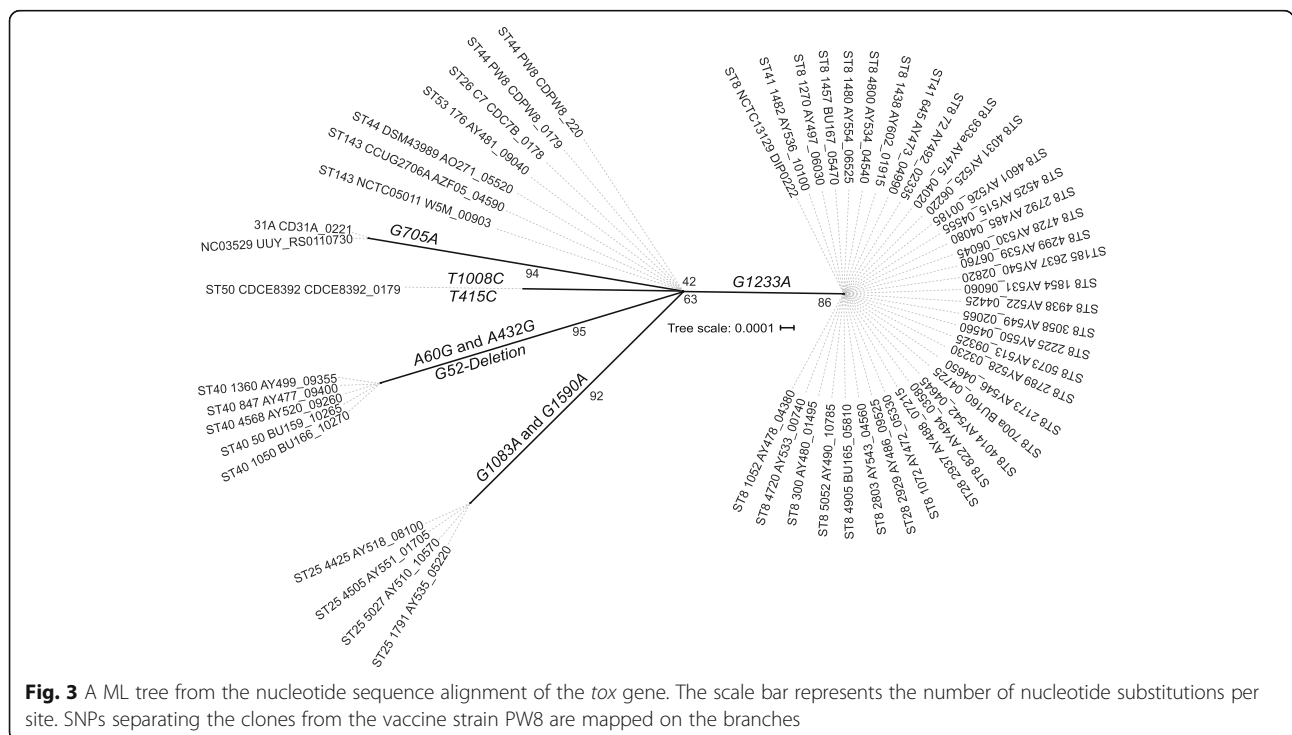 ST44 PW8 CDPW8_220
ST44 PW8 CDPW8_0179
ST26 C7 CDC7B_0178
ST53 176 AY481_09040
ST44 DSM43989 AO271_05520
ST143 CCUG2706A AZF05_04590
ST143 NCTC05011 W5M_00903
31A CD31A_0221
NC03529 UUY_RS0110730
G705A
94
ST50 CDCE8392 CDCE8392_0179
T1008C
T415C
A60G and A432G
G52-Deletion
95
ST40 1360 AY499_09355
ST40 847 AY477_09400
ST40 4568 AY520_09260
ST40 50 BU159_10265
ST40 1050 BU166_10270
G1083A and G1590A
92
ST25 4425 AY518_08100
ST25 4505 AY551_01705
ST25 5027 AY510_10570
ST25 1791 AY535_05220
42
63
G1233A
86
Tree scale: 0.0001
ST8 NCTC13129 DIP0222
ST41 1482 AY536_10100
ST8 1270 AY497_06030
ST8 1457 BU167_05470
ST8 1480 AY554_06525
ST8 4800 AY534_04540
ST8 1438 AY602_01915
ST41 645 AY473_04990
ST8 72 AY492_02335
ST8 933a AY475_04020
ST8 4031 AY525_06220
ST8 4601 AY526_00185
ST8 4525 AY515_04555
ST8 2792 AY485_04080
ST8 4728 AY530_06045
ST8 4299 AY539_06760
ST185 2637 AY540_02820
ST8 1854 AY531_06060
ST8 4938 AY522_04425
ST8 3058 AY549_02065
ST8 2225 AY550_04560
ST8 5073 AY513_09325
ST8 2789 AY528_03230
ST8 2173 AY546_04650
ST8 700a BU160_04725
ST8 4014 AY542_04645
ST8 822 AY494_03580
ST28 2937 AY488_07215
ST8 1072 AY472_05330
ST28 2929 AY486_09525
ST8 2803 AY543_04560
ST8 4905 BU165_05810
ST8 5052 AY490_10785
ST8 300 AY480_01495
ST8 4720 AY533_00740
ST8 1052 AY478_04380
Fig. 3 A ML tree from the nucleotide sequence alignment of the tox gene. The scale bar represents the number of nucleotide substitutions per
site. SNPs separating the clones from the vaccine strain PW8 are mapped on the branches